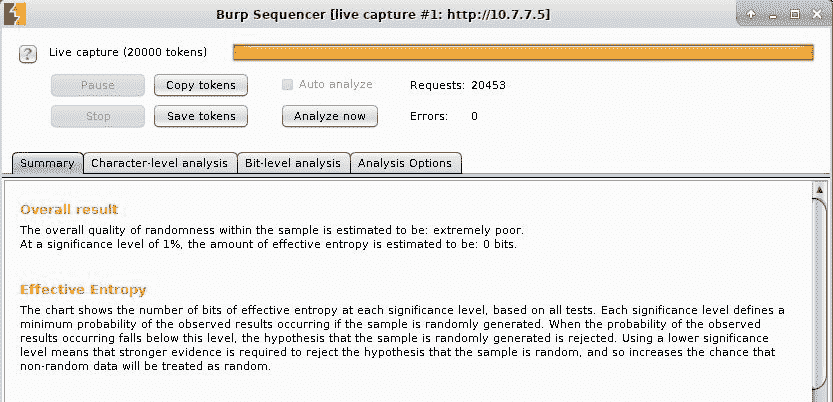 Burp Sequencer [live capture #1: http://10.7.7.5]
? Live capture (20000 tokens)
Pause Copy tokens Auto analyze Requests: 20453
Stop Save tokens Analyze now Errors: 0
Summary Character-level analysis Bit-level analysis Analysis Options
Overall result
The overall quality of randomness within the sample is estimated to be: extremely poor.
At a significance level of 1%, the amount of effective entropy is estimated to be: 0 bits.
Effective Entropy
The chart shows the number of bits of effective entropy at each significance level, based on all tests. Each significance level defines a
minimum probability of the observed results occurring if the sample is randomly generated. When the probability of the observed
results occurring falls below this level, the hypothesis that the sample is randomly generated is rejected. Using a lower significance
level means that stronger evidence is required to reject the hypothesis that the sample is random, and so increases the chance that
non-random data will be treated as random.